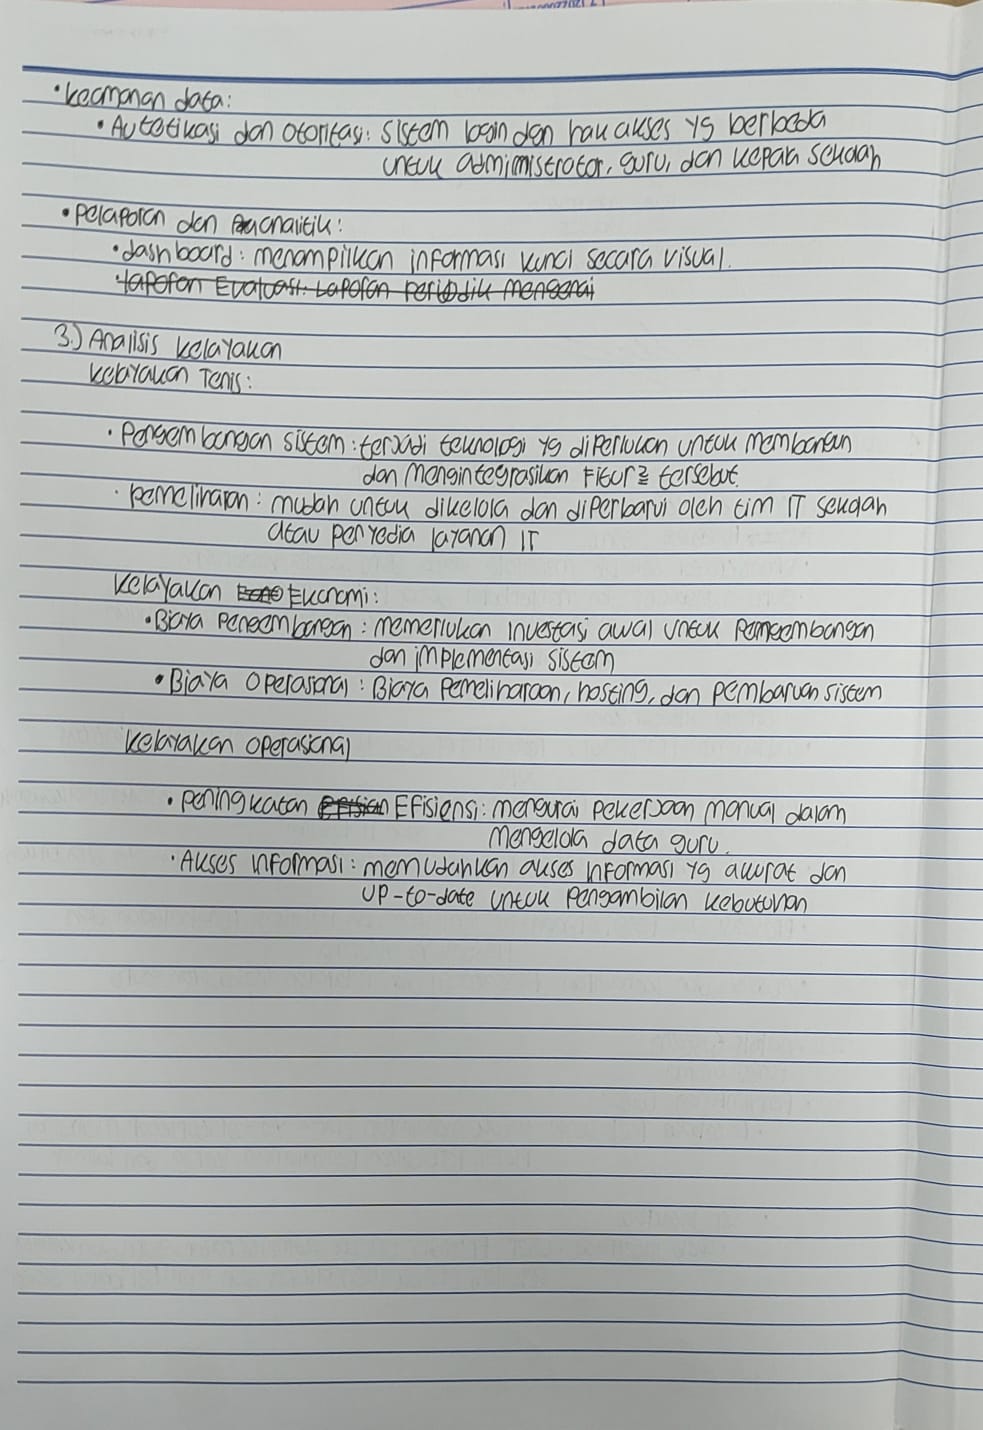 • keamanan data:
• Autetikasi dan otoritasi: sistem login dan hak akses yg berbeda
untuk admimistrator, guru, dan kepala sekolah
• Pelaporan dan analitik:
• dashboard: menampilkan informasi kunci secara visual.
Laporan Evaluasi: Laporan Periodik Mengenai
3.) Analisis kelayakan
kelayakan Tenis:
• Pengembangan sistem: terjadi teknologi yg diperlukan untuk membangun
dan mengintegrasikan Fitur2 tersebut.
• Pemeliharaan: mudah untuk dikelola dan diperbarui oleh tim IT sekolah
atau penyedia layanan IT
kelayakan Ekonomi:
• Biaya Pengembangan: memerlukan investasi awal untuk Pengembangan
dan implementasi sistem
• Biaya Operasional: Biaya Pemeliharaan, hosting, dan pembaruan sistem
kelayakan operasional
• Peningkatan Efisiensi: mengurai pekerjaan manual dalam
mengelola data guru.
• Akses informasi: memudahkan akses informasi yg akurat dan
up-to-date untuk pengambilan kebutuhan